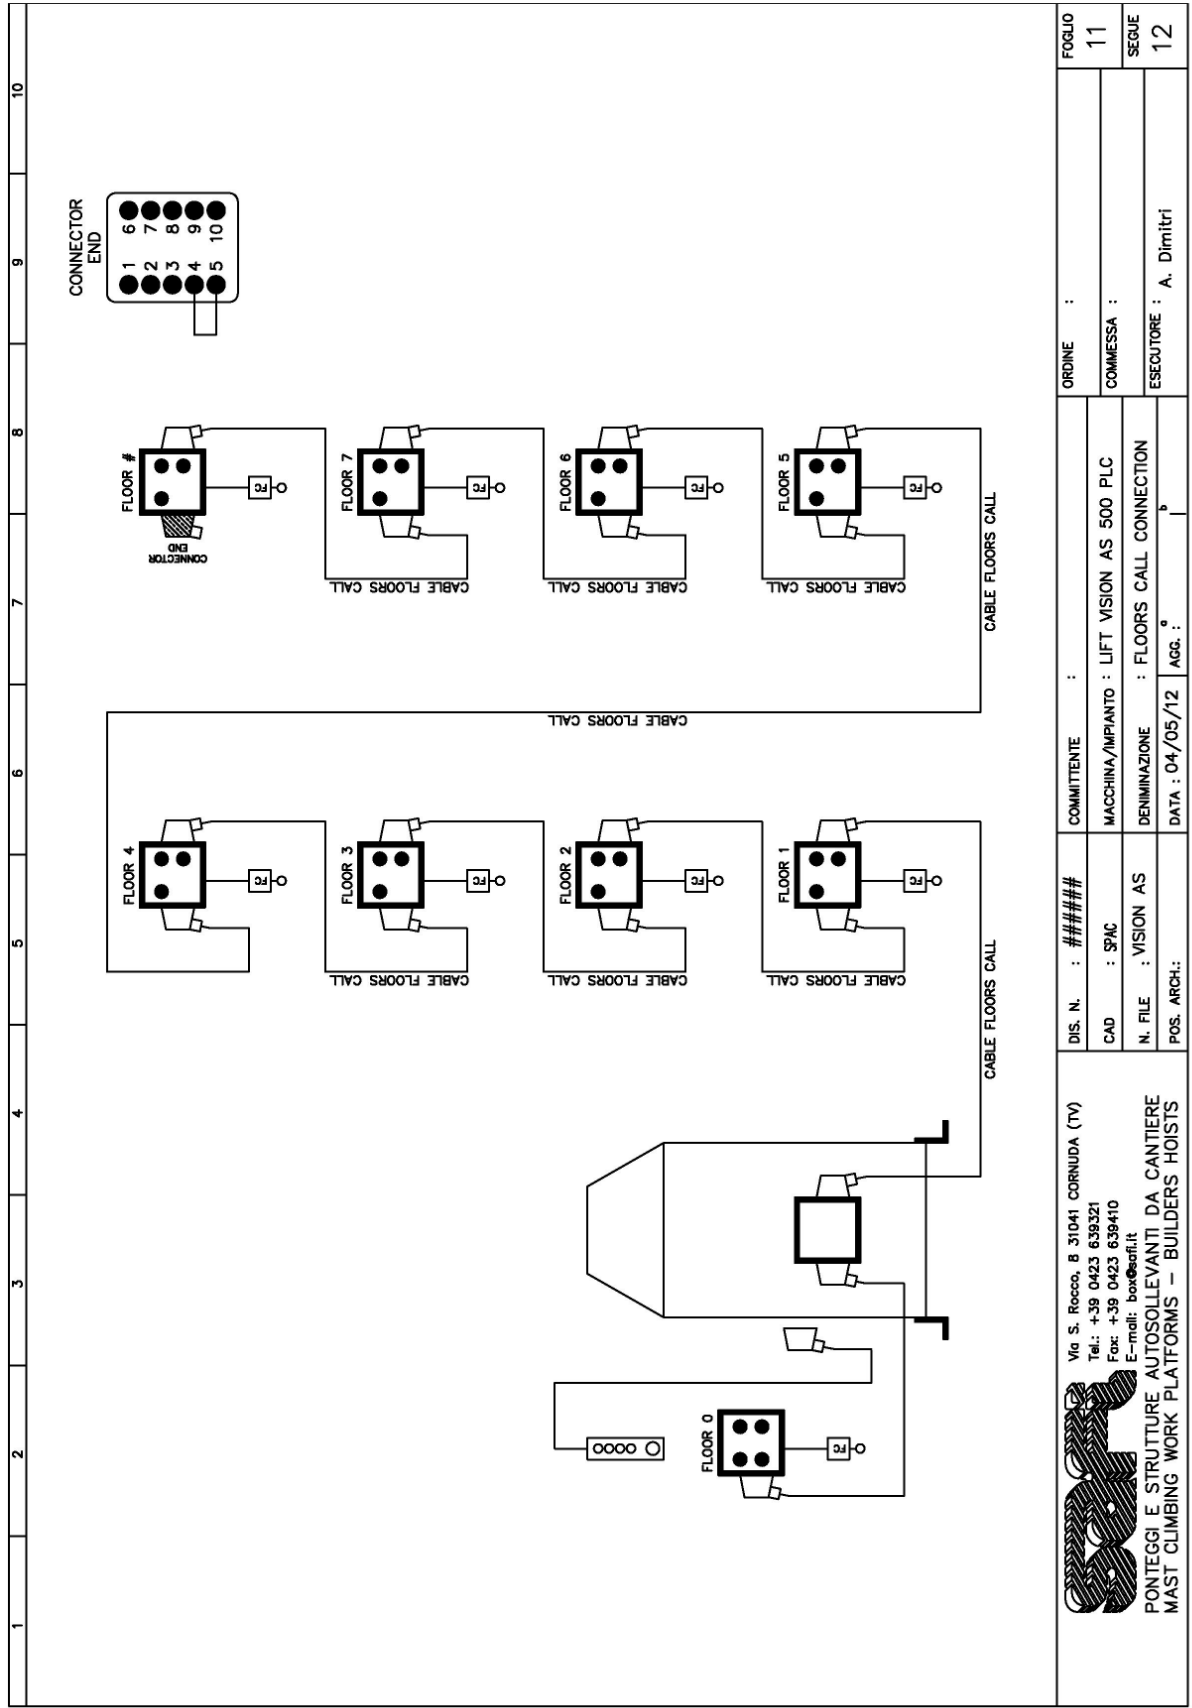 1
2
3
4
5
6
7
8
9
10
CONNECTOR
END
1 6
2 7
3 8
4 9
5 10
FLOOR 4
FC
FLOOR #
FC
CONNECTOR
END
FLOOR 3
FC
CABLE FLOORS CALL
FLOOR 7
FC
CABLE FLOORS CALL
FLOOR 2
FC
CABLE FLOORS CALL
CABLE FLOORS CALL
FLOOR 6
FC
CABLE FLOORS CALL
FLOOR 0
FC
FLOOR 1
FC
CABLE FLOORS CALL
FLOOR 5
FC
CABLE FLOORS CALL
CABLE FLOORS CALL
CABLE FLOORS CALL
safi
Via S. Rocco, 8 31041 CORNUDA (TV)
Tel.: +39 0423 639321
Fax: +39 0423 639410
E-mail: box@safi.it
PONTEGGI E STRUTTURE AUTOSOLLEVANTI DA CANTIERE
MAST CLIMBING WORK PLATFORMS – BUILDERS HOISTS
DIS. N. : ######
CAD : SPAC
N. FILE : VISION AS
POS. ARCH.:
COMMITTENTE :
MACCHINA/IMPIANTO : LIFT VISION AS 500 PLC
DENIMINAZIONE : FLOORS CALL CONNECTION
DATA : 04/05/12 AGG. : a b
ORDINE :
COMMESSA :
ESECUTORE : A. Dimitri
FOGLIO
11
SEGUE
12